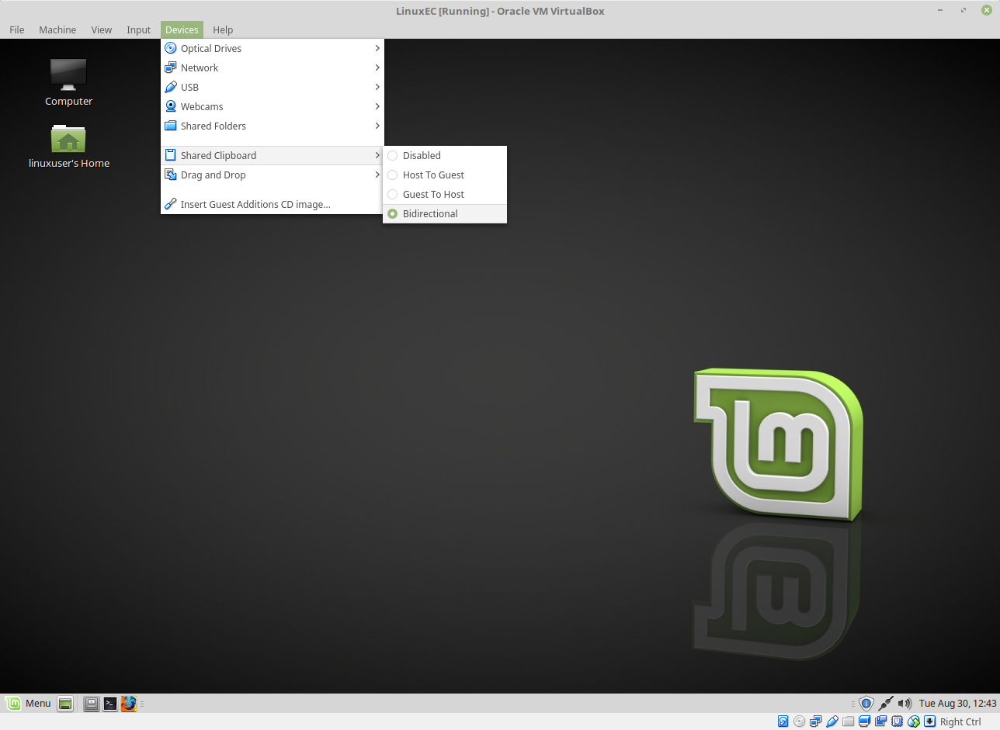 LinuxEC [Running] - Oracle VM VirtualBox
File Machine View Input Devices Help
Optical Drives
Network
USB
Webcams
Shared Folders
Shared Clipboard
Drag and Drop
Insert Guest Additions CD image...
Disabled
Host To Guest
Guest To Host
Bidirectional
Computer
linuxuser's Home
Menu
Tue Aug 30, 12:43
Right Ctrl